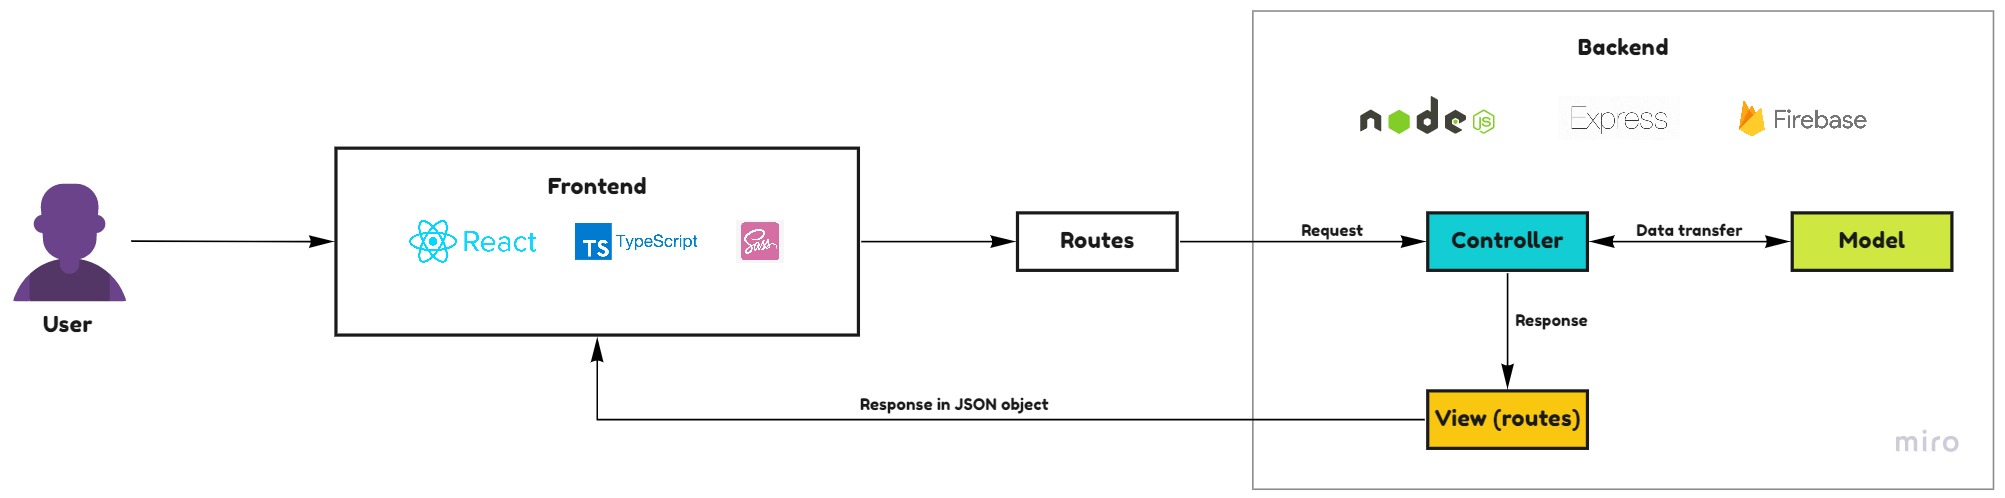 Backend
node JS
Express
Firebase
Frontend
React
TS TypeScript
Sass
User
Routes
Request
Controller
Data transfer
Model
Response
Response in JSON object
View (routes)
miro